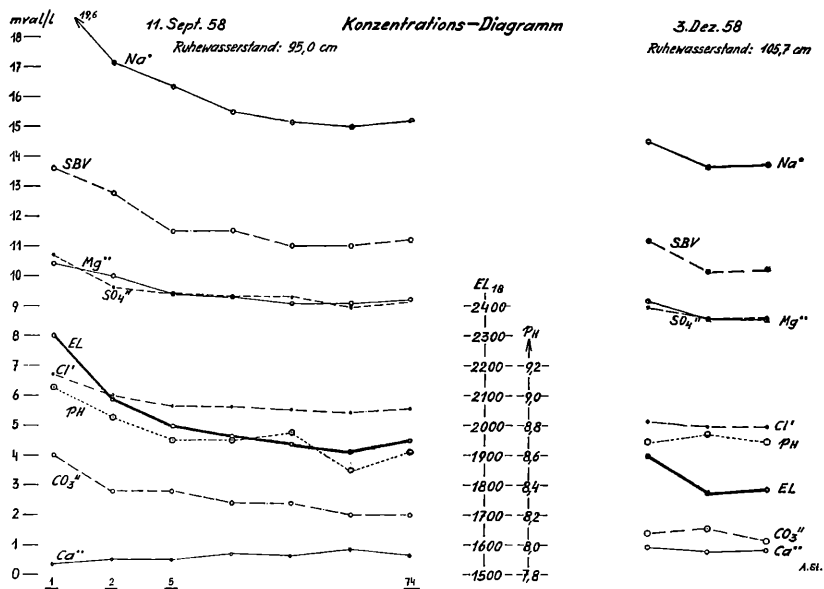 mval/l
19,6
11. Sept. 58
Konzentrations-Diagramm
3. Dez. 58
Ruhewasserstand: 95,0 cm
Ruhewasserstand: 105,7 cm
18
17
16
15
14
13
12
11
10
9
8
7
6
5
4
3
2
1
0
Na°
SBV
Mg''
SO₄''
EL
Cl'
PH
CO₃''
Ca''
1
2
5
74
EL₁₈
2400
2300
2200
2100
2000
1900
1800
1700
1600
1500
PH
9,2
9,0
8,8
8,6
8,4
8,2
8,0
7,8
Na°
SBV
SO₄''
Mg''
Cl'
PH
EL
CO₃''
Ca''